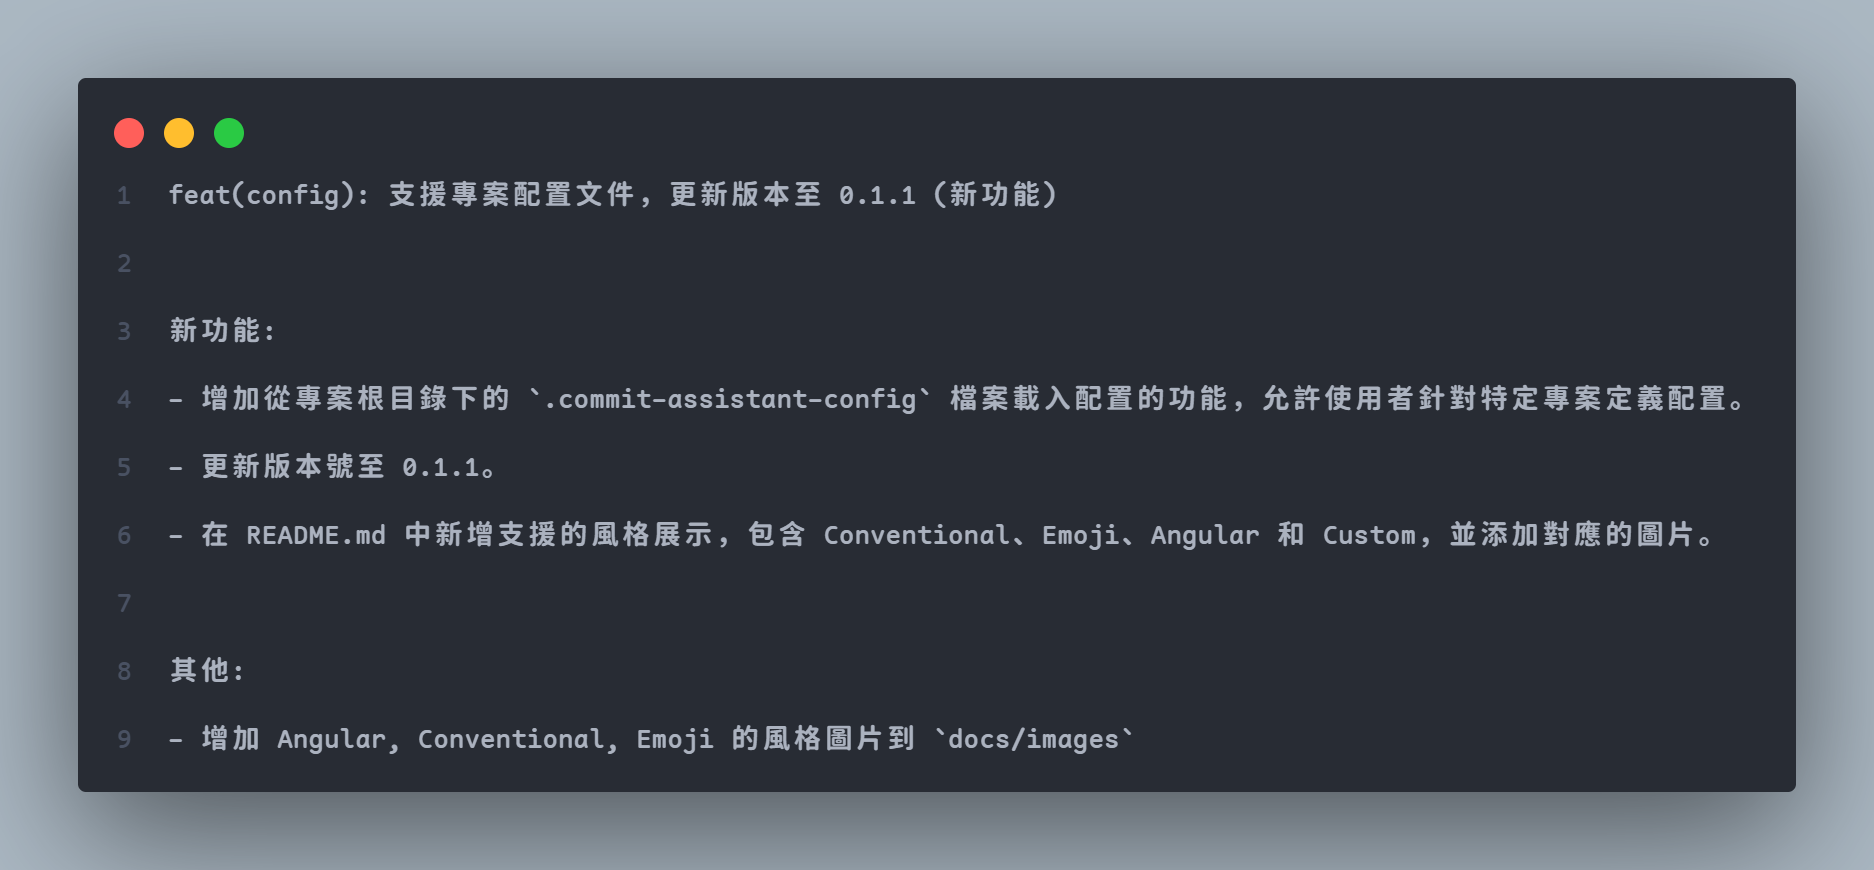 1 feat(config): 支援專案配置文件，更新版本至 0.1.1（新功能）
2
3 新功能:
4 - 增加從專案根目錄下的 `.commit-assistant-config` 檔案載入配置的功能，允許使用者針對特定專案定義配置。
5 - 更新版本號至 0.1.1。
6 - 在 README.md 中新增支援的風格展示，包含 Conventional、Emoji、Angular 和 Custom，並添加對應的圖片。
7
8 其他:
9 - 增加 Angular, Conventional, Emoji 的風格圖片到 `docs/images`